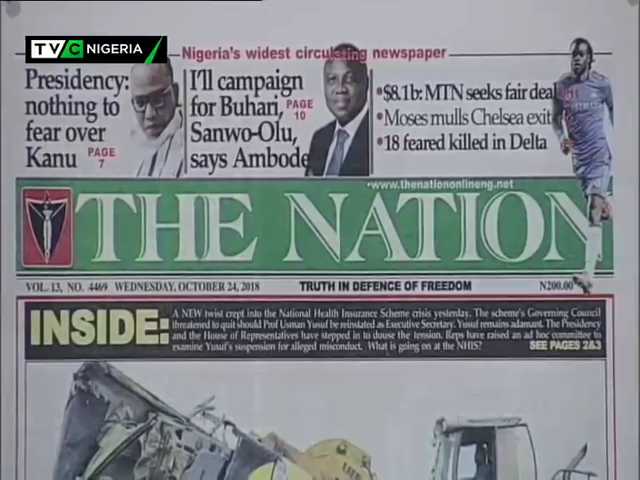 TVC NIGERIA
Nigeria's widest circulating newspaper
Presidency:
nothing to
fear over
Kanu PAGE
7
I'll campaign
for Buhari, PAGE
10
Sanwo-Olu,
says Ambode
•$8.1b: MTN seeks fair deal
•Moses mulls Chelsea exit
•18 feared killed in Delta
•www.thenationonlineng.net
THE NATION
VOL. 13, NO. 4469 WEDNESDAY, OCTOBER 24, 2018 TRUTH IN DEFENCE OF FREEDOM N200.00
INSIDE:
A NEW twist crept into the National Health Insurance Scheme crisis yesterday. The scheme's Governing Council
threatened to quit should Prof Usman Yusuf be reinstated as Executive Secretary. Yusuf remains adamant. The Presidency
and the House of Representatives have stepped in to douse the tension. Reps have raised an ad hoc committee to
examine Yusuf's suspension for alleged misconduct. What is going on at the NHIS? SEE PAGES 2&3